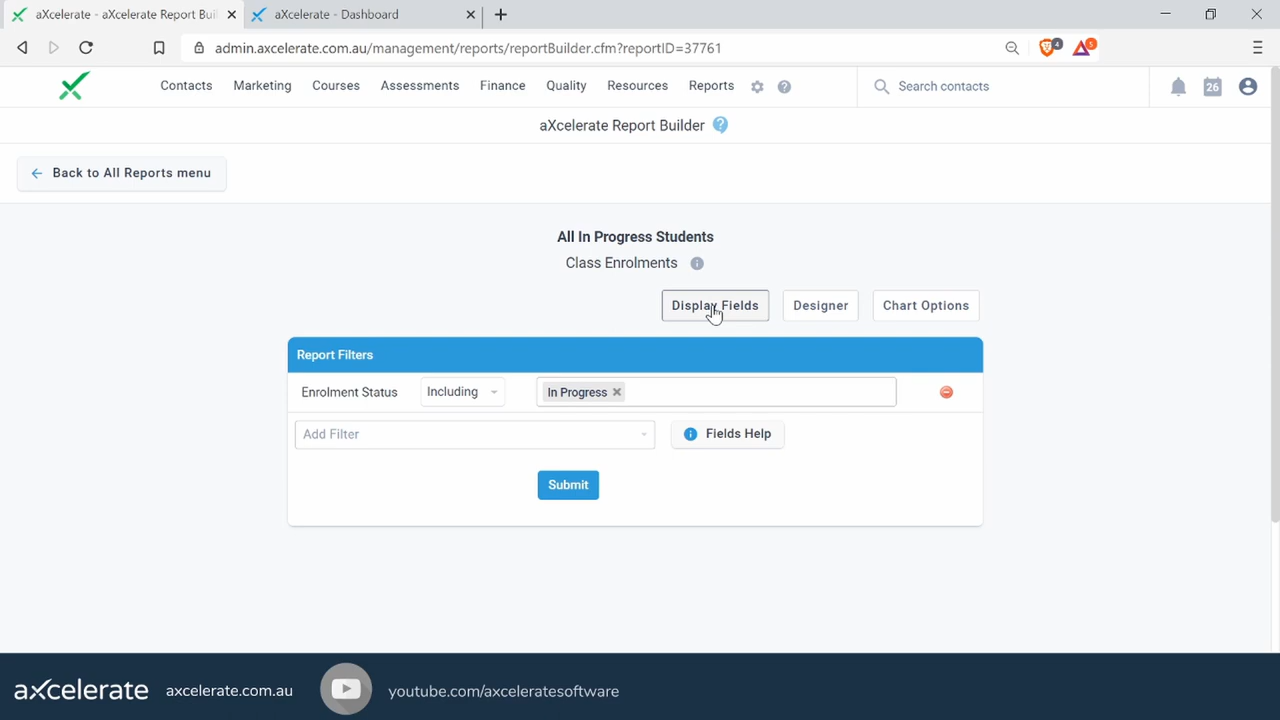 aXcelerate - aXcelerate Report Buil
aXcelerate - Dashboard
admin.axcelerate.com.au/management/reports/reportBuilder.cfm?reportID=37761
4
5
Contacts Marketing Courses Assessments Finance Quality Resources Reports
Search contacts
26
aXcelerate Report Builder
Back to All Reports menu
All In Progress Students
Class Enrolments
Display Fields
Designer
Chart Options
Report Filters
Enrolment Status Including In Progress
Add Filter
Fields Help
Submit
axcelerate
axcelerate.com.au
youtube.com/axceleratesoftware